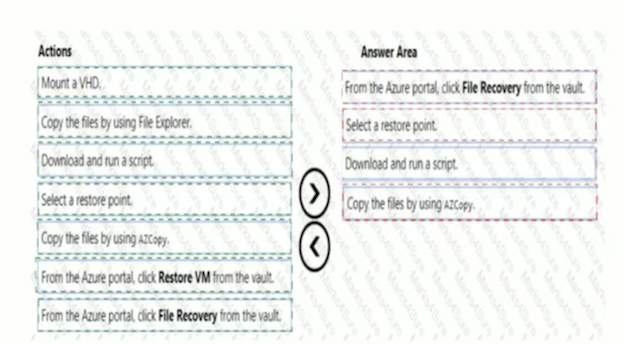 Actions
Mount a VHD.
Copy the files by using File Explorer.
Download and run a script.
Select a restore point.
Copy the files by using AZCopy.
From the Azure portal, click Restore VM from the vault.
From the Azure portal, click File Recovery from the vault.
Answer Area
From the Azure portal, click File Recovery from the vault.
Select a restore point.
Download and run a script.
Copy the files by using AZCopy.